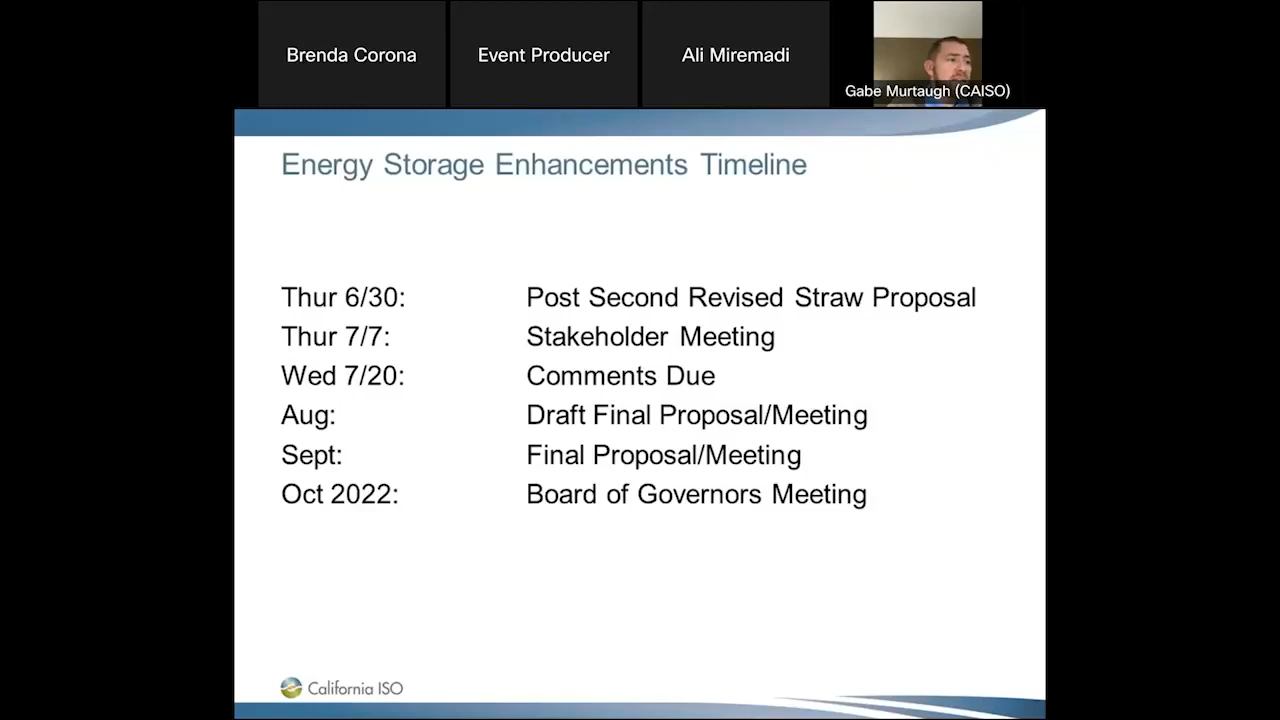 Brenda Corona
Event Producer
Ali Miremadi
Gabe Murtaugh (CAISO)
Energy Storage Enhancements Timeline
Thur 6/30: Post Second Revised Straw Proposal
Thur 7/7: Stakeholder Meeting
Wed 7/20: Comments Due
Aug: Draft Final Proposal/Meeting
Sept: Final Proposal/Meeting
Oct 2022: Board of Governors Meeting
California ISO